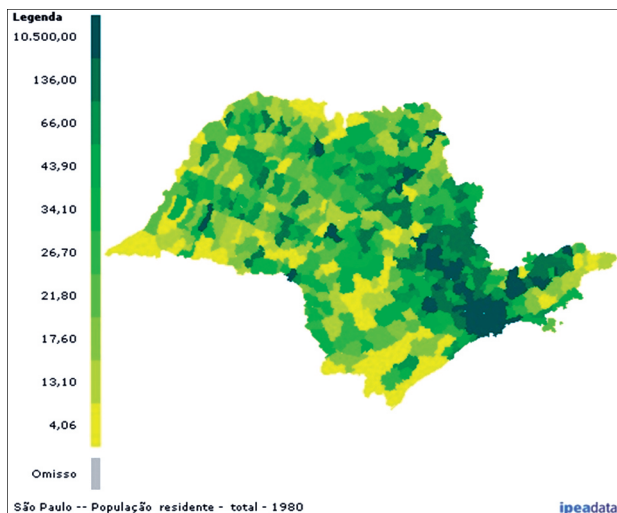 Legenda
10.500,00
136,00
66,00
43,90
34,10
26,70
21,80
17,60
13,10
4,06
Omisso
São Paulo -- População residente - total - 1980
ipeadata